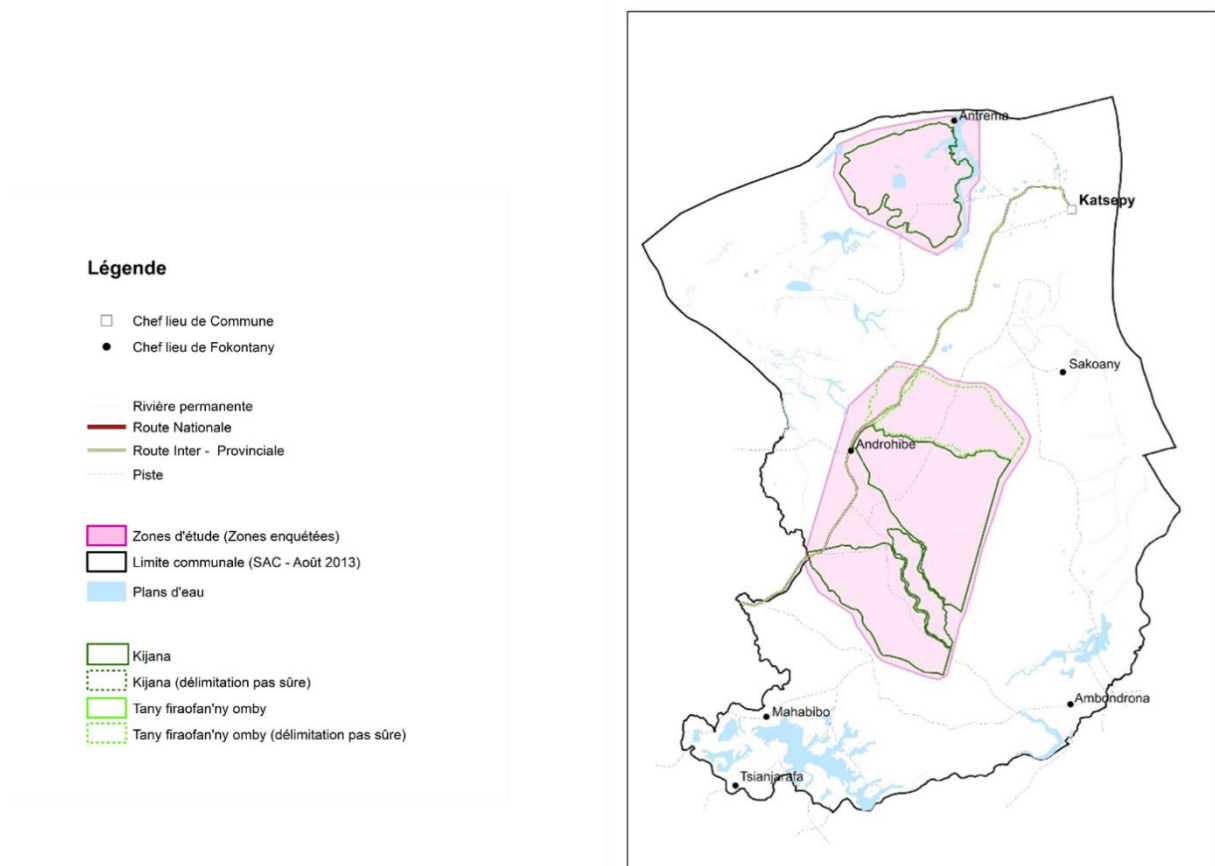 Légende
Chef lieu de Commune
Chef lieu de Fokontany
Rivière permanente
Route Nationale
Route Inter - Provinciale
Piste
Zones d'étude (Zones enquétées)
Limite communale (SAC - Août 2013)
Plans d'eau
Kijana
Kijana (délimitation pas sûre)
Tany firaofan'ny omby
Tany firaofan'ny omby (délimitation pas sûre)
Antrema
Katsepy
Sakoany
Androhibe
Ambondrona
Mahabibo
Tsianjarafa